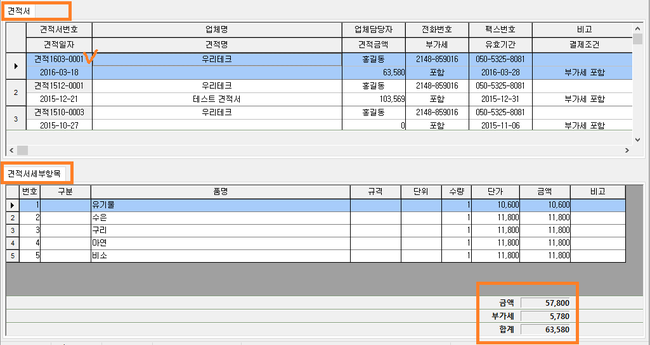 견적서
견적서번호 업체명 업체담당자 전화번호 팩스번호 비고
견적일자 견적명 견적금액 부가세 유효기간 결제조건
견적1603-0001 우리테크 홍길동 2148-859016 050-5325-8081
2016-03-18 63,580 포함 2016-03-28 부가세 포함
2 견적1512-0001 우리테크 홍길동 2148-859016 050-5325-8081
2015-12-21 테스트 견적서 103,569 포함 2015-12-31 부가세 포함
3 견적1510-0003 우리테크 홍길동 2148-859016 050-5325-8081
2015-10-27 0 포함 2015-11-06 부가세 포함
견적서세부항목
번호 구분 품명 규격 단위 수량 단가 금액 비고
1 유기물 1 10,600 10,600
2 2 수은 1 11,800 11,800
3 3 구리 1 11,800 11,800
4 4 아연 1 11,800 11,800
5 5 비소 1 11,800 11,800
금액 57,800
부가세 5,780
합계 63,580